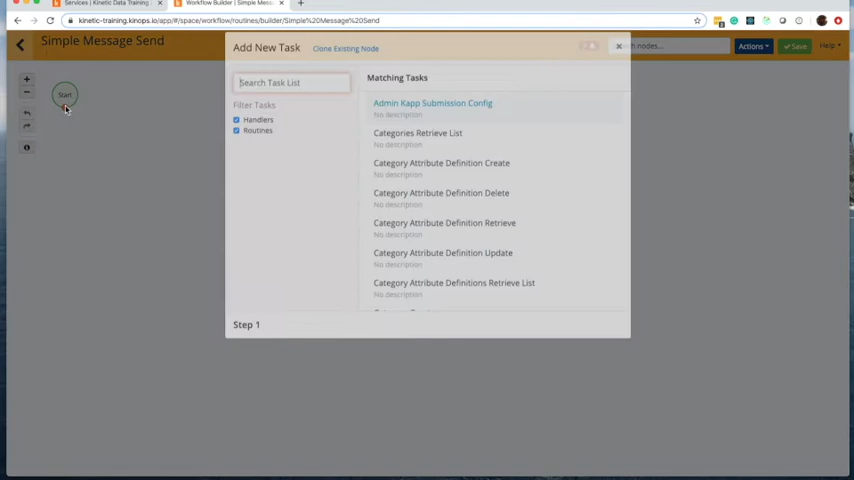 Services | Kinetic Data Training
Workflow Builder | Simple Mess
kinetic-training.kinops.io/app/#/space/workflow/routines/builder/Simple%20Message%20Send
Simple Message Send
Add New Task
Clone Existing Node
ch nodes...
Actions
Save
Help
Search Task List
Matching Tasks
Filter Tasks
Handlers
Routines
Start
Admin Kapp Submission Config
No description
Categories Retrieve List
No description
Category Attribute Definition Create
No description
Category Attribute Definition Delete
No description
Category Attribute Definition Retrieve
No description
Category Attribute Definition Update
No description
Category Attribute Definitions Retrieve List
No description
Step 1